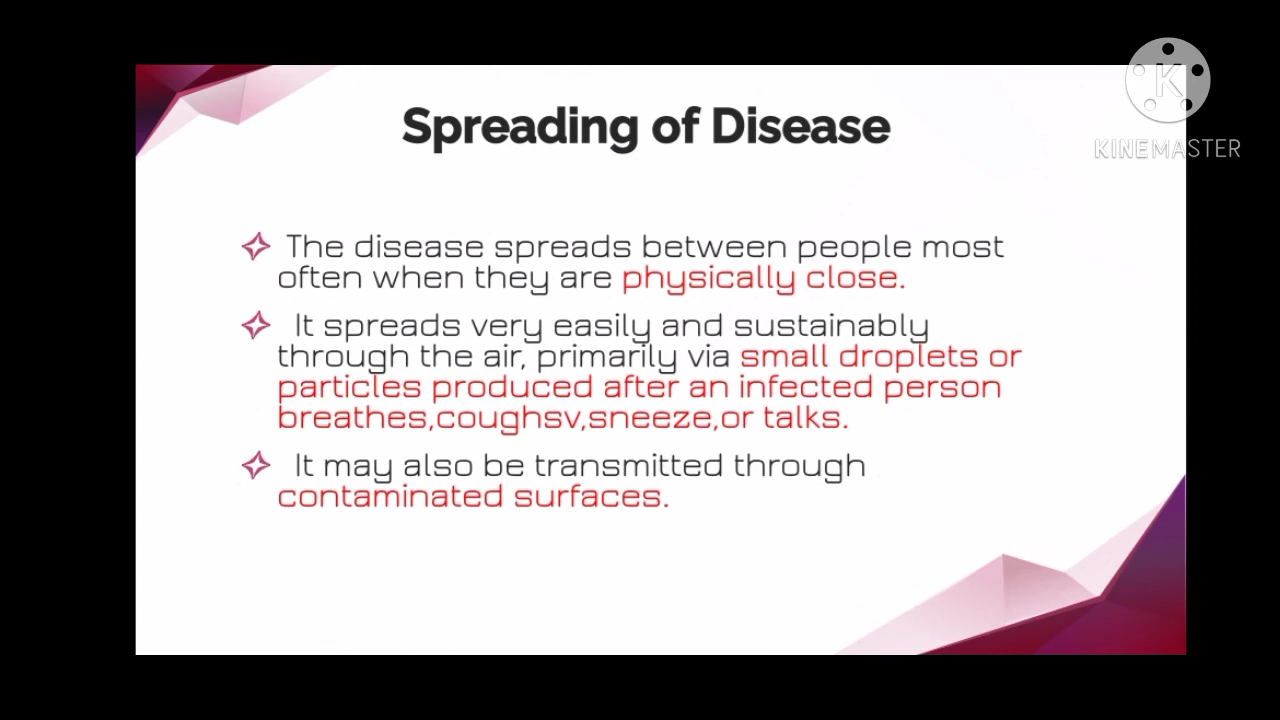 K
KINEMASTER
Spreading of Disease
The disease spreads between people most
often when they are physically close.
It spreads very easily and sustainably
through the air, primarily via small droplets or
particles produced after an infected person
breathes,coughsv,sneeze,or talks.
It may also be transmitted through
contaminated surfaces.